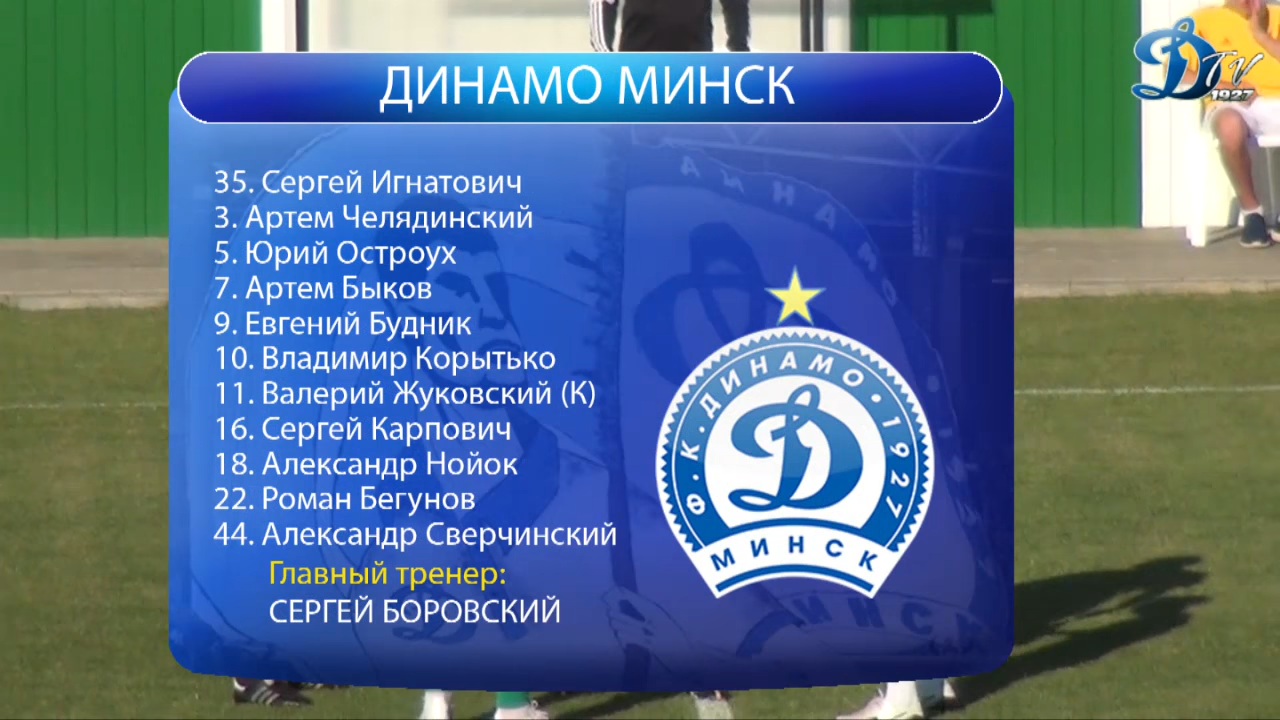 ДИНАМО МИНСК
TV
1927
35. Сергей Игнатович
3. Артем Челядинский
5. Юрий Остроух
7. Артем Быков
9. Евгений Будник
10. Владимир Корытько
11. Валерий Жуковский (К)
16. Сергей Карпович
18. Александр Нойок
22. Роман Бегунов
44. Александр Сверчинский
Главный тренер:
СЕРГЕЙ БОРОВСКИЙ
Ф.К.ДИНАМО•1927
Д
МИНСК